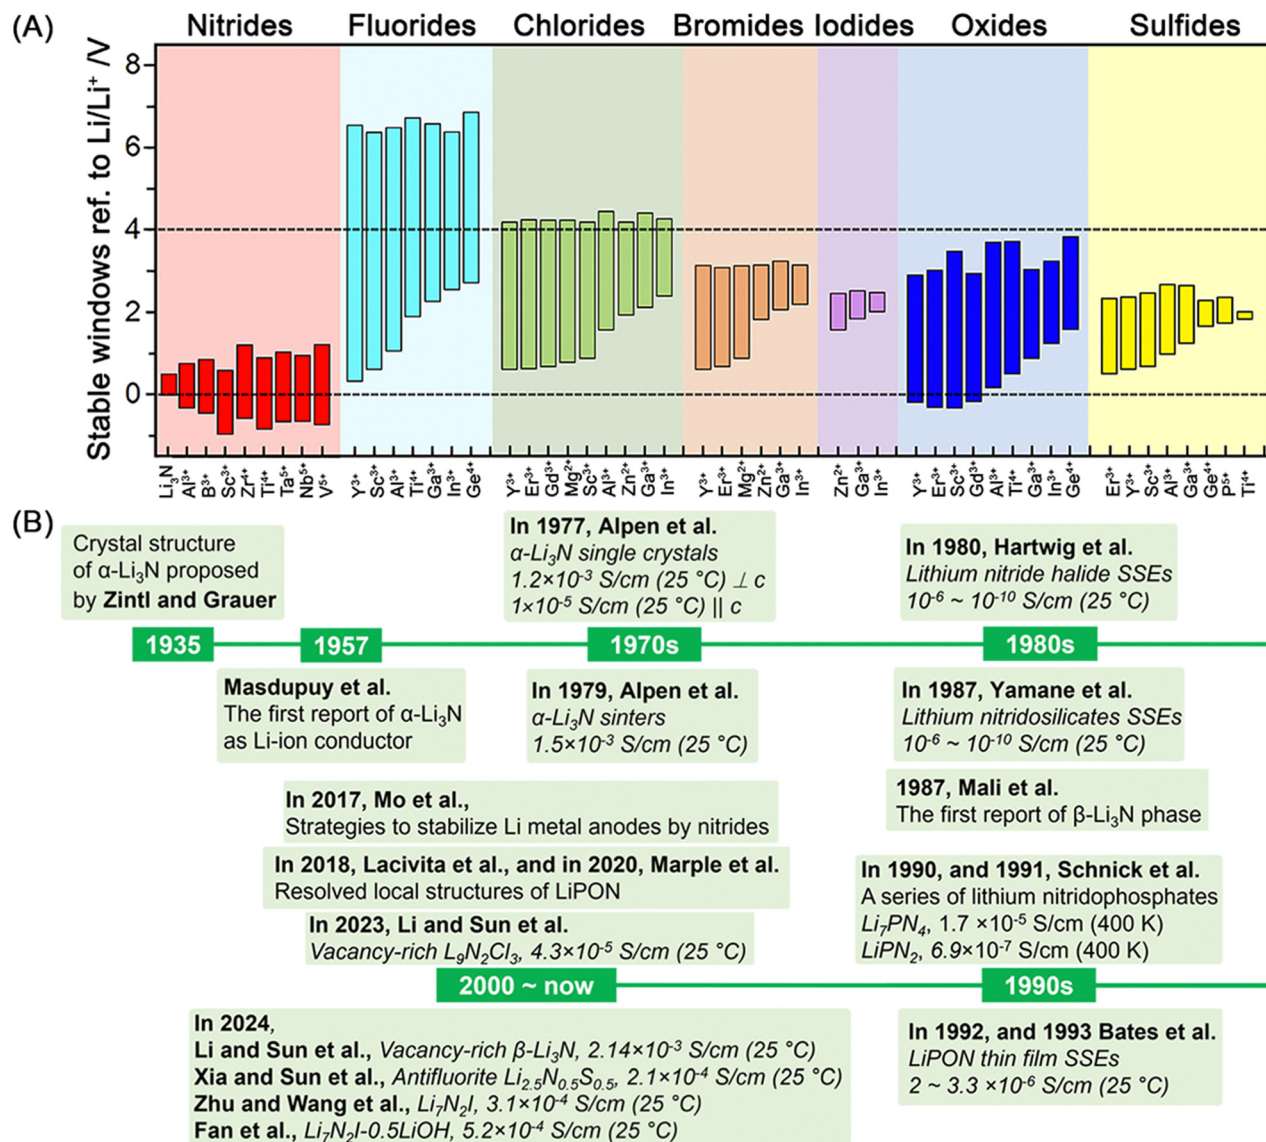 (A)
Nitrides Fluorides Chlorides Bromides Iodides Oxides Sulfides
Stable windows ref. to Li/Li⁺ /V
8
6
4
2
0
Li₃N Al³⁺ B³⁺ Sc³⁺ Zr⁴⁺ Ti⁴⁺ Ta⁵⁺ Nb⁵⁺ V⁵⁺ Y³⁺ Sc³⁺ Al³⁺ Ti⁴⁺ Ga³⁺ In³⁺ Ge⁴⁺ Y³⁺ Er³⁺ Gd³⁺ Mg²⁺ Sc³⁺ Al³⁺ Zn²⁺ Ga³⁺ In³⁺ Y³⁺ Er³⁺ Mg²⁺ Zn²⁺ Ga³⁺ In³⁺ Zn²⁺ Ga³⁺ In³⁺ Y³⁺ Er³⁺ Sc³⁺ Gd³⁺ Al³⁺ Ti⁴⁺ Ga³⁺ In³⁺ Ge⁴⁺ Er³⁺ Y³⁺ Sc³⁺ Al³⁺ Ga³⁺ Ge⁴⁺ P⁵⁺ Ti⁴⁺
(B)
Crystal structure
of α-Li₃N proposed
by Zintl and Grauer
In 1977, Alpen et al.
α-Li₃N single crystals
1.2×10⁻³ S/cm (25 °C) ⊥ c
1×10⁻⁵ S/cm (25 °C) || c
In 1980, Hartwig et al.
Lithium nitride halide SSEs
10⁻⁶ ~ 10⁻¹⁰ S/cm (25 °C)
1935 1957 1970s 1980s
Masdupuy et al.
The first report of α-Li₃N
as Li-ion conductor
In 1979, Alpen et al.
α-Li₃N sinters
1.5×10⁻³ S/cm (25 °C)
In 1987, Yamane et al.
Lithium nitridosilicates SSEs
10⁻⁶ ~ 10⁻¹⁰ S/cm (25 °C)
1987, Mali et al.
The first report of β-Li₃N phase
In 2017, Mo et al.,
Strategies to stabilize Li metal anodes by nitrides
In 2018, Lacivita et al., and in 2020, Marple et al.
Resolved local structures of LiPON
In 2023, Li and Sun et al.
Vacancy-rich L₉N₂Cl₃, 4.3×10⁻⁵ S/cm (25 °C)
In 1990, and 1991, Schnick et al.
A series of lithium nitridophosphates
Li₇PN₄, 1.7 ×10⁻⁵ S/cm (400 K)
LiPN₂, 6.9×10⁻⁷ S/cm (400 K)
2000 ~ now 1990s
In 2024,
Li and Sun et al., Vacancy-rich β-Li₃N, 2.14×10⁻³ S/cm (25 °C)
Xia and Sun et al., Antifluorite Li₂.₅N₀.₅S₀.₅, 2.1×10⁻⁴ S/cm (25 °C)
Zhu and Wang et al., Li₇N₂I, 3.1×10⁻⁴ S/cm (25 °C)
Fan et al., Li₇N₂I-0.5LiOH, 5.2×10⁻⁴ S/cm (25 °C)
In 1992, and 1993 Bates et al.
LiPON thin film SSEs
2 ~ 3.3 ×10⁻⁶ S/cm (25 °C)